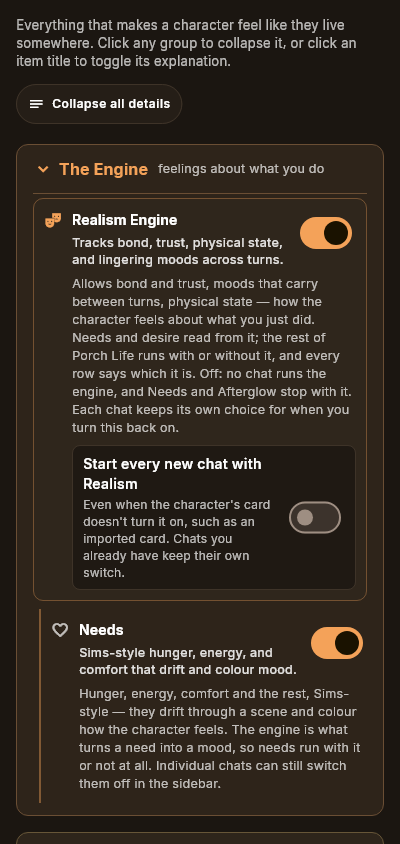 Everything that makes a character feel like they live
somewhere. Click any group to collapse it, or click an
item title to toggle its explanation.
Collapse all details
The Engine feelings about what you do
Realism Engine
Tracks bond, trust, physical state,
and lingering moods across turns.
Allows bond and trust, moods that carry
between turns, physical state — how the
character feels about what you just did.
Needs and desire read from it; the rest of
Porch Life runs with or without it, and every
row says which it is. Off: no chat runs the
engine, and Needs and Afterglow stop with it.
Each chat keeps its own choice for when you
turn this back on.
Start every new chat with
Realism
Even when the character's card
doesn't turn it on, such as an
imported card. Chats you
already have keep their own
switch.
Needs
Sims-style hunger, energy, and
comfort that drift and colour mood.
Hunger, energy, comfort and the rest, Sims-
style — they drift through a scene and colour
how the character feels. The engine is what
turns a need into a mood, so needs run with it
or not at all. Individual chats can still switch
them off in the sidebar.